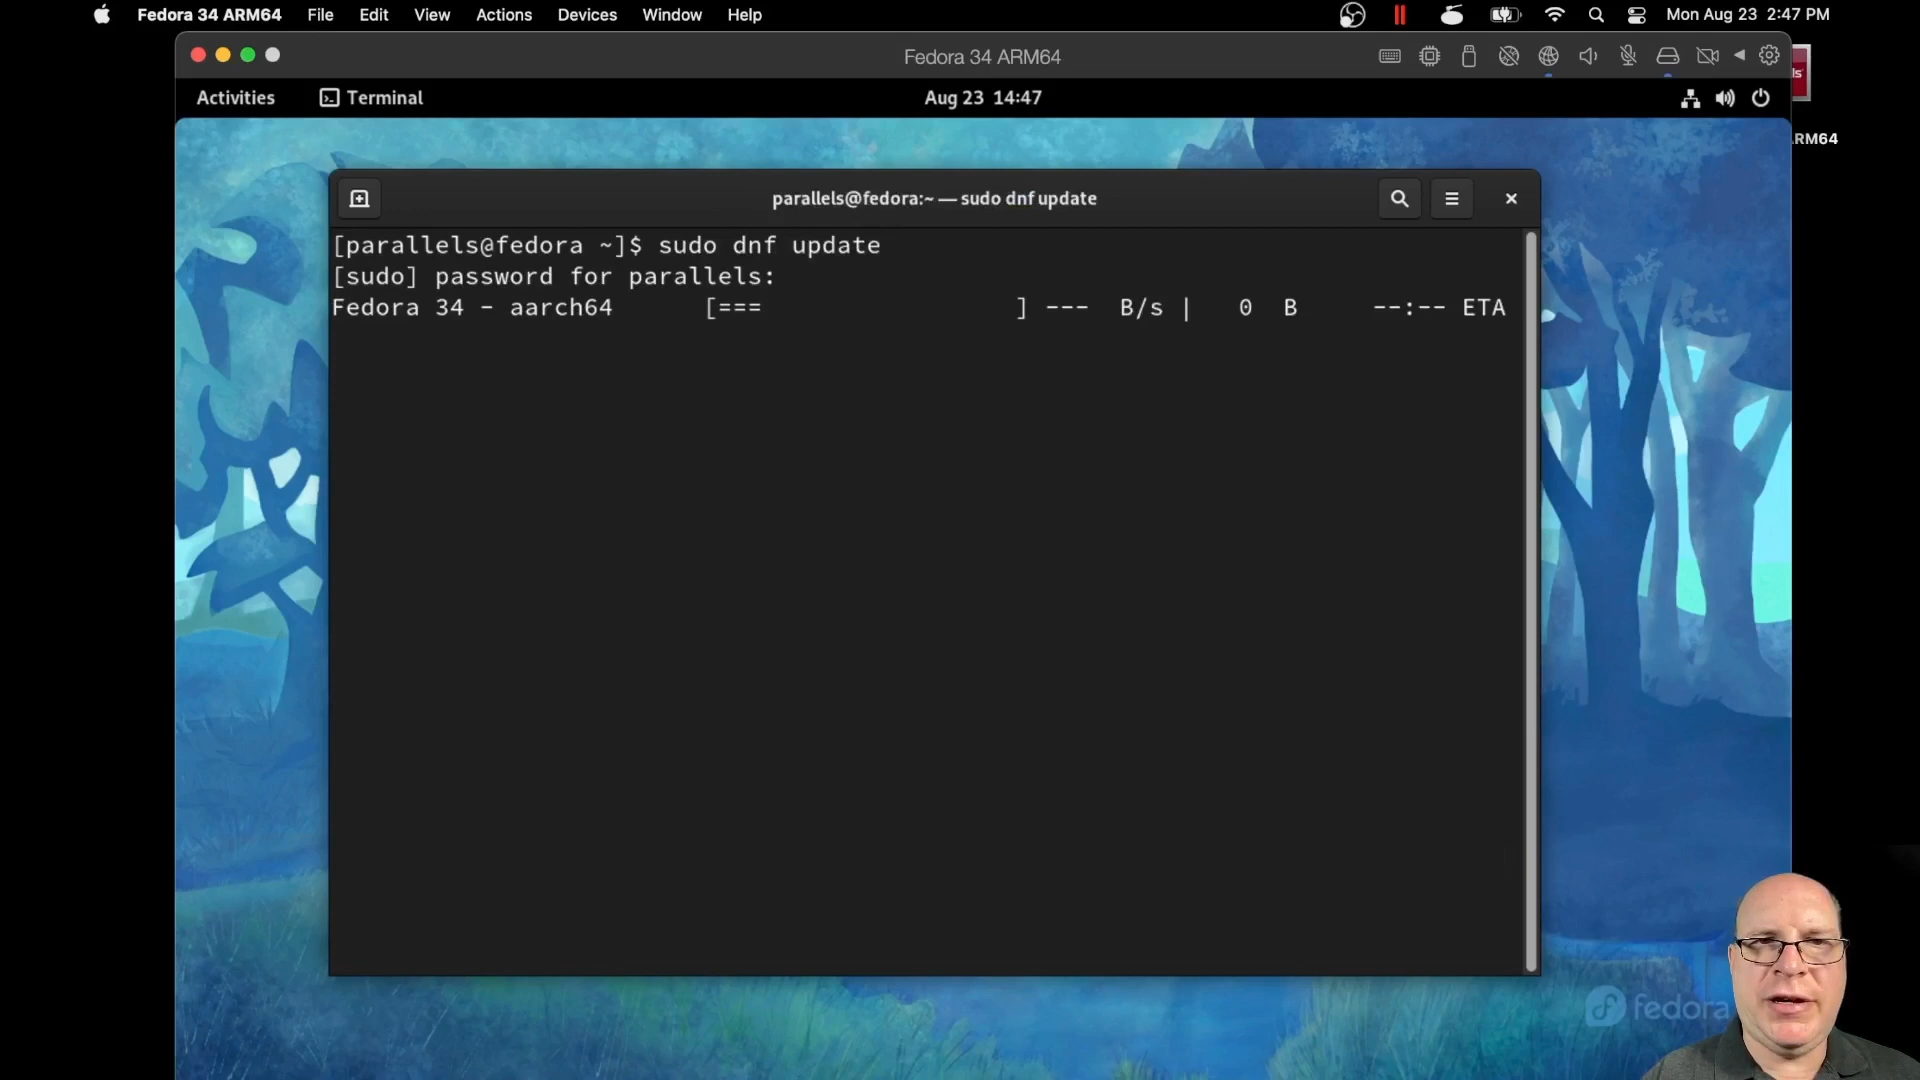 Fedora 34 ARM64 File Edit View Actions Devices Window Help Mon Aug 23 2:47 PM
Fedora 34 ARM64
ls
Activities Terminal Aug 23 14:47
RM64
parallels@fedora:~ — sudo dnf update
[parallels@fedora ~]$ sudo dnf update
[sudo] password for parallels:
Fedora 34 - aarch64 [=== ] --- B/s | 0 B --:-- ETA
fedora